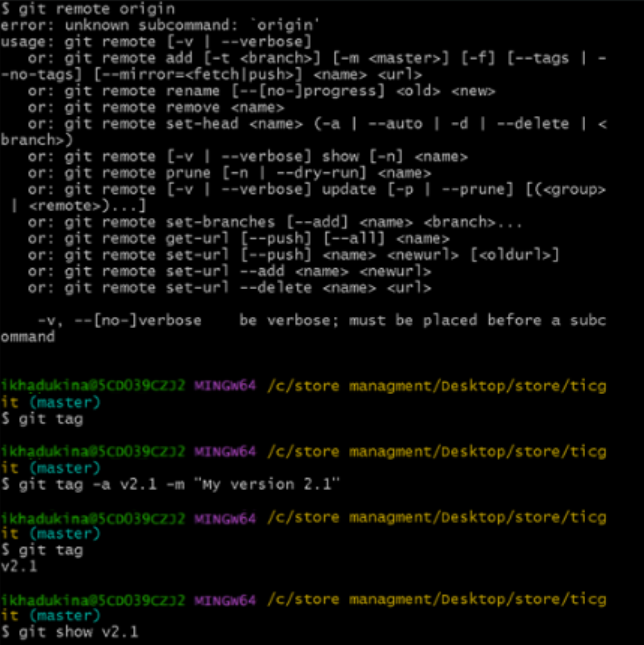 $ git remote origin
error: unknown subcommand: `origin'
usage: git remote [-v | --verbose]
or: git remote add [-t <branch>] [-m <master>] [-f] [--tags | -
-no-tags] [--mirror=<fetch|push>] <name> <url>
or: git remote rename [--[no-]progress] <old> <new>
or: git remote remove <name>
or: git remote set-head <name> (-a | --auto | -d | --delete | <
branch>)
or: git remote [-v | --verbose] show [-n] <name>
or: git remote prune [-n | --dry-run] <name>
or: git remote [-v | --verbose] update [-p | --prune] [(<group>
| <remote>)...]
or: git remote set-branches [--add] <name> <branch>...
or: git remote get-url [--push] [--all] <name>
or: git remote set-url [--push] <name> <newurl> [<oldurl>]
or: git remote set-url --add <name> <newurl>
or: git remote set-url --delete <name> <url>
-v, --[no-]verbose be verbose; must be placed before a subc
ommand
ikhadukina@5CD039CZJ2 MINGW64 /c/store managment/Desktop/store/ticg
it (master)
$ git tag
ikhadukina@5CD039CZJ2 MINGW64 /c/store managment/Desktop/store/ticg
it (master)
$ git tag -a v2.1 -m "My version 2.1"
ikhadukina@5CD039CZJ2 MINGW64 /c/store managment/Desktop/store/ticg
it (master)
$ git tag
v2.1
ikhadukina@5CD039CZJ2 MINGW64 /c/store managment/Desktop/store/ticg
it (master)
$ git show v2.1